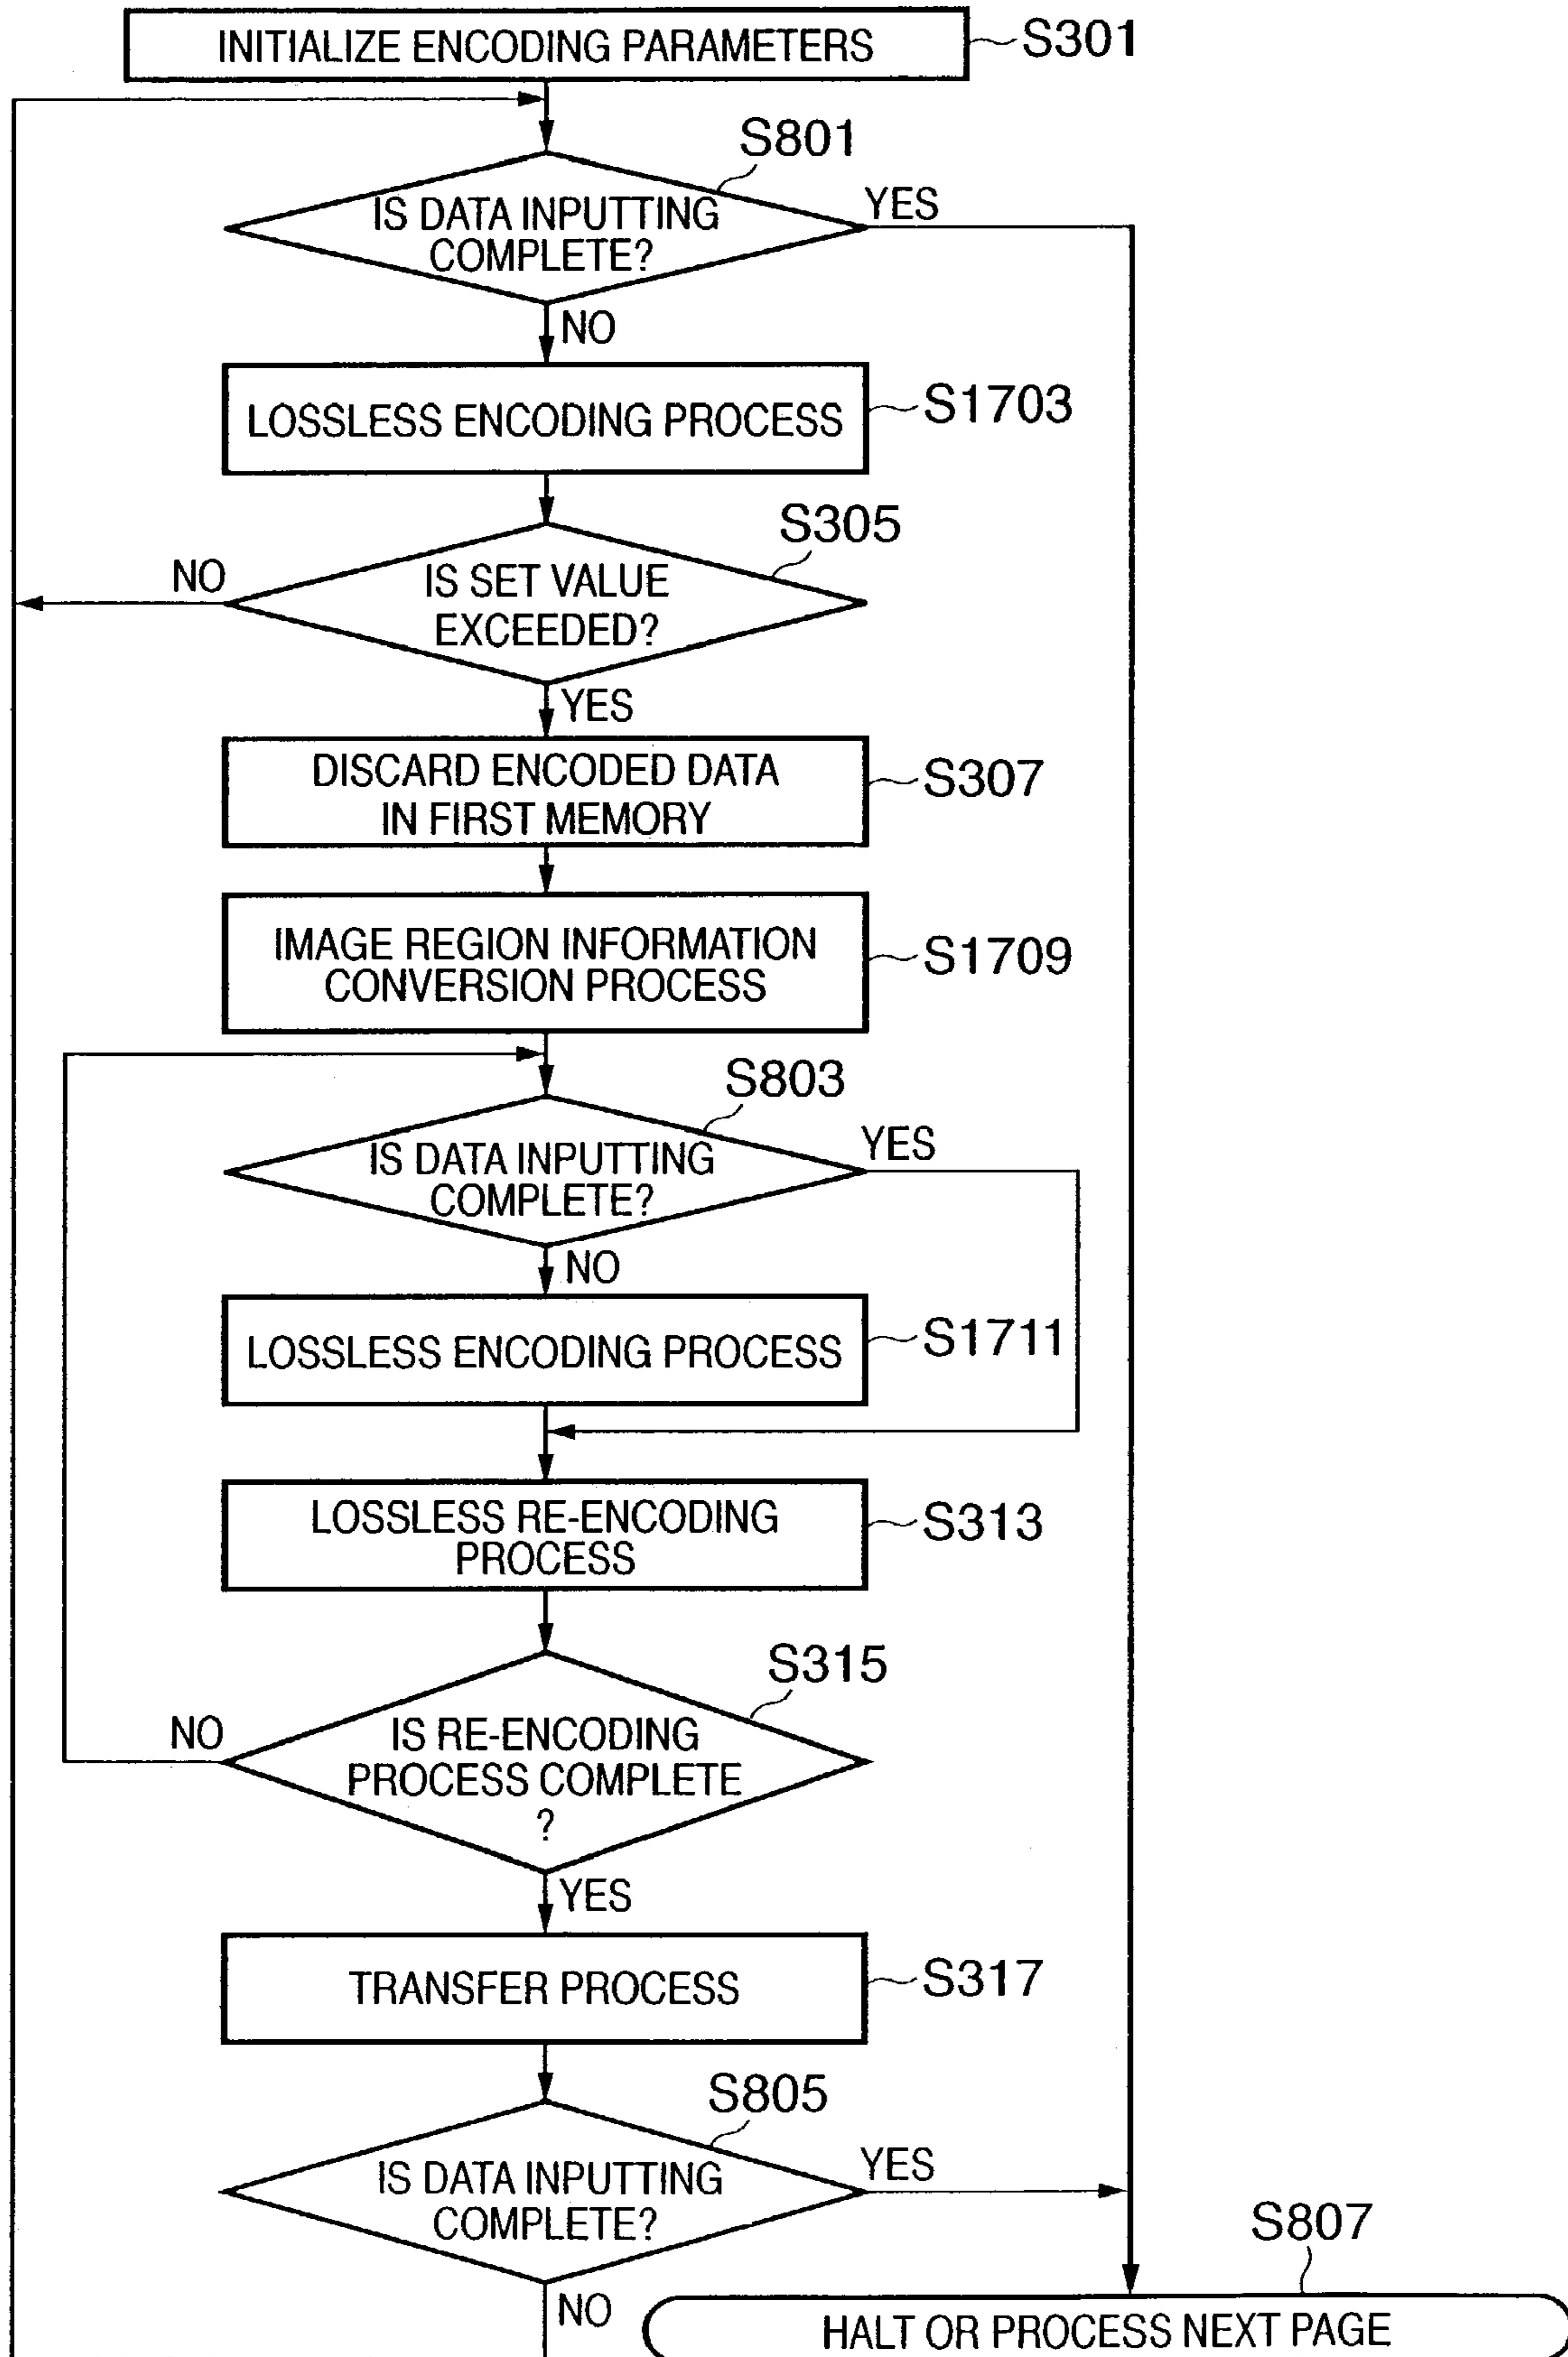 INITIALIZE ENCODING PARAMETERS
S301
S801
IS DATA INPUTTING
COMPLETE?
YES
NO
LOSSLESS ENCODING PROCESS
S1703
S305
IS SET VALUE
EXCEEDED?
NO
YES
DISCARD ENCODED DATA
IN FIRST MEMORY
S307
IMAGE REGION INFORMATION
CONVERSION PROCESS
S1709
S803
IS DATA INPUTTING
COMPLETE?
YES
NO
LOSSLESS ENCODING PROCESS
S1711
LOSSLESS RE-ENCODING
PROCESS
S313
S315
IS RE-ENCODING
PROCESS COMPLETE
?
NO
YES
TRANSFER PROCESS
S317
S805
IS DATA INPUTTING
COMPLETE?
YES
NO
S807
HALT OR PROCESS NEXT PAGE